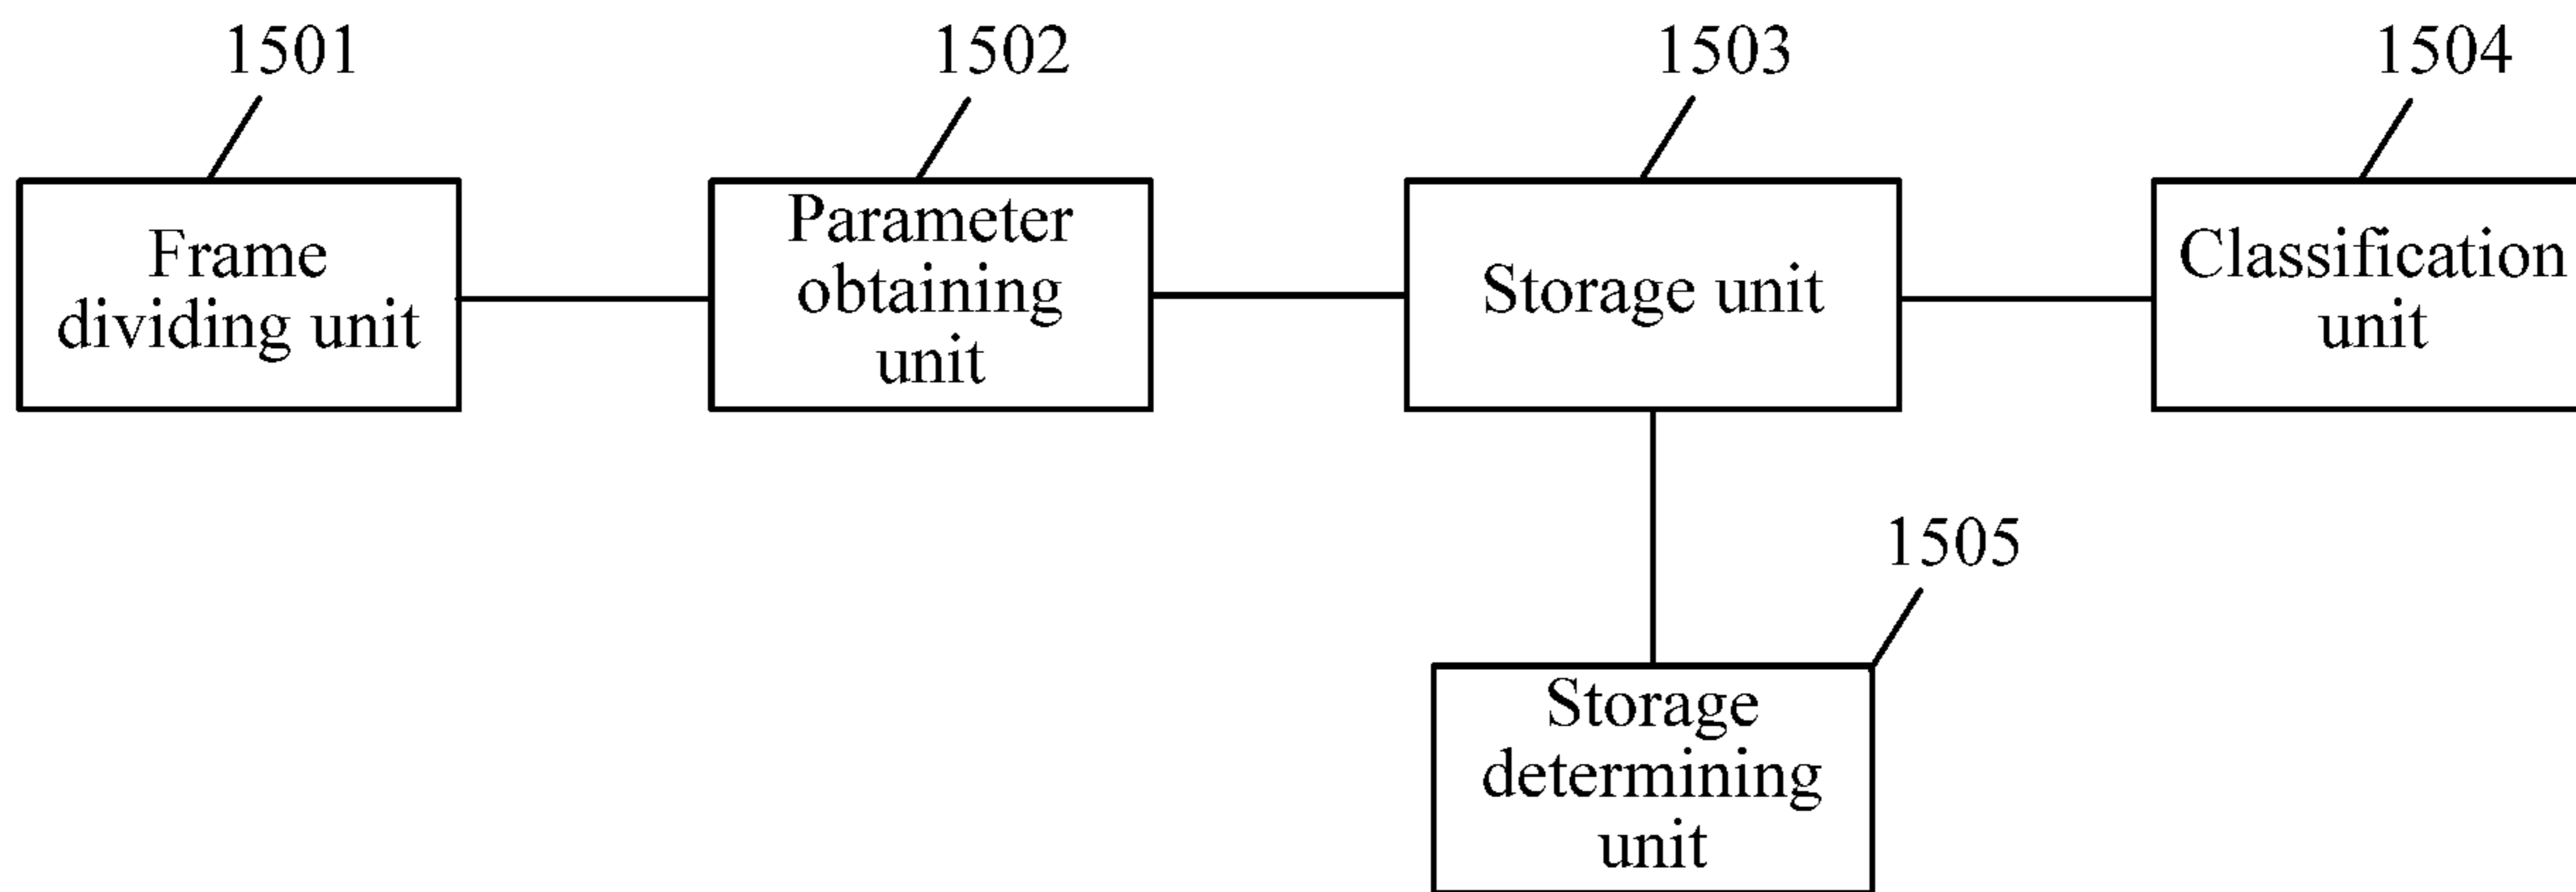 1501
1502
1503
1504
Frame
dividing unit
Parameter
obtaining
unit
Storage unit
Classification
unit
1505
Storage
determining
unit